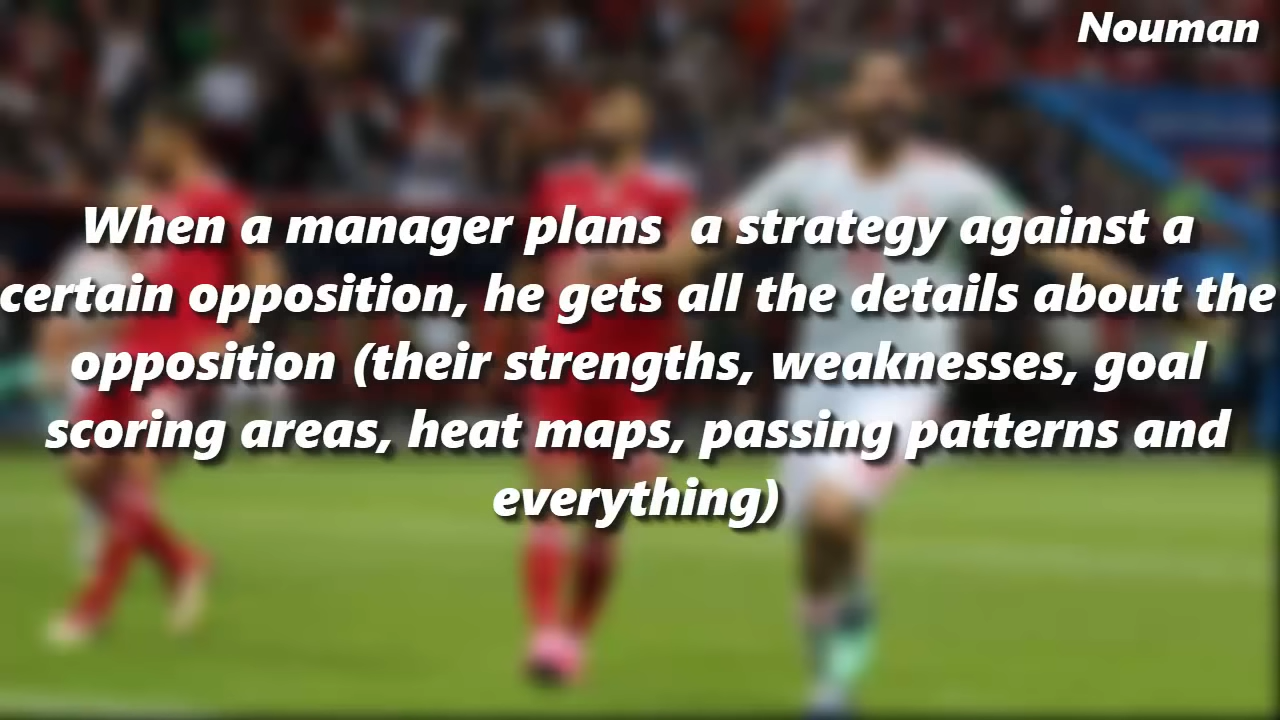 Nouman
When a manager plans  a strategy against a
certain opposition, he gets all the details about the
opposition (their strengths, weaknesses, goal
scoring areas, heat maps, passing patterns and
everything)